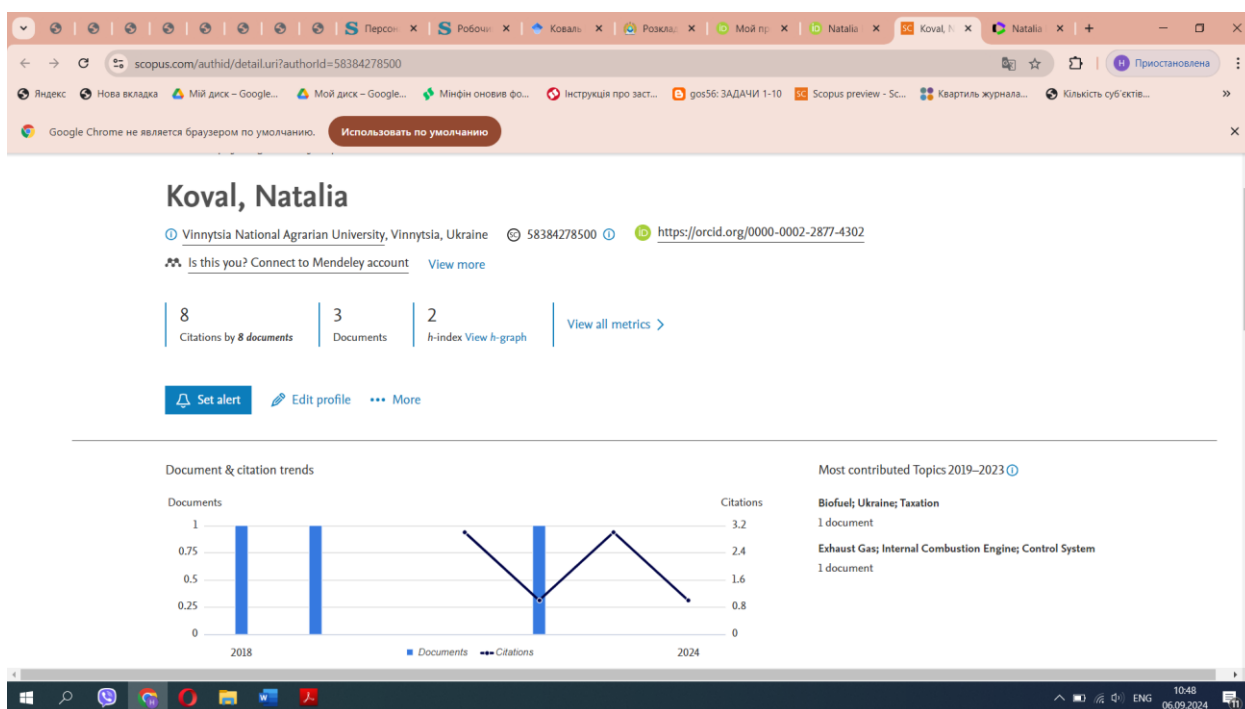 Персон
Робочи
Коваль
Розклад
Мой пр
Natalia
Koval, N
Natalia
scopus.com/authid/detail.uri?authorId=58384278500
Приостановлена
Яндекс
Нова вкладка
Мій диск – Google...
Мой диск – Google...
Мінфін оновив фо...
Інструкція про заст...
gos56: ЗАДАЧИ 1-10
Scopus preview - Sc...
Квартиль журнала...
Кількість суб'єктів...
Google Chrome не является браузером по умолчанию.
Использовать по умолчанию
Koval, Natalia
Vinnytsia National Agrarian University, Vinnytsia, Ukraine
58384278500
https://orcid.org/0000-0002-2877-4302
Is this you? Connect to Mendeley account
View more
8
Citations by 8 documents
3
Documents
2
h-index View h-graph
View all metrics
Set alert
Edit profile
More
Document & citation trends
Documents
Citations
1
0.75
0.5
0.25
0
3.2
2.4
1.6
0.8
0
2018
2024
Documents
Citations
Most contributed Topics 2019–2023
Biofuel; Ukraine; Taxation
1 document
Exhaust Gas; Internal Combustion Engine; Control System
1 document
ENG
10:48
06.09.2024